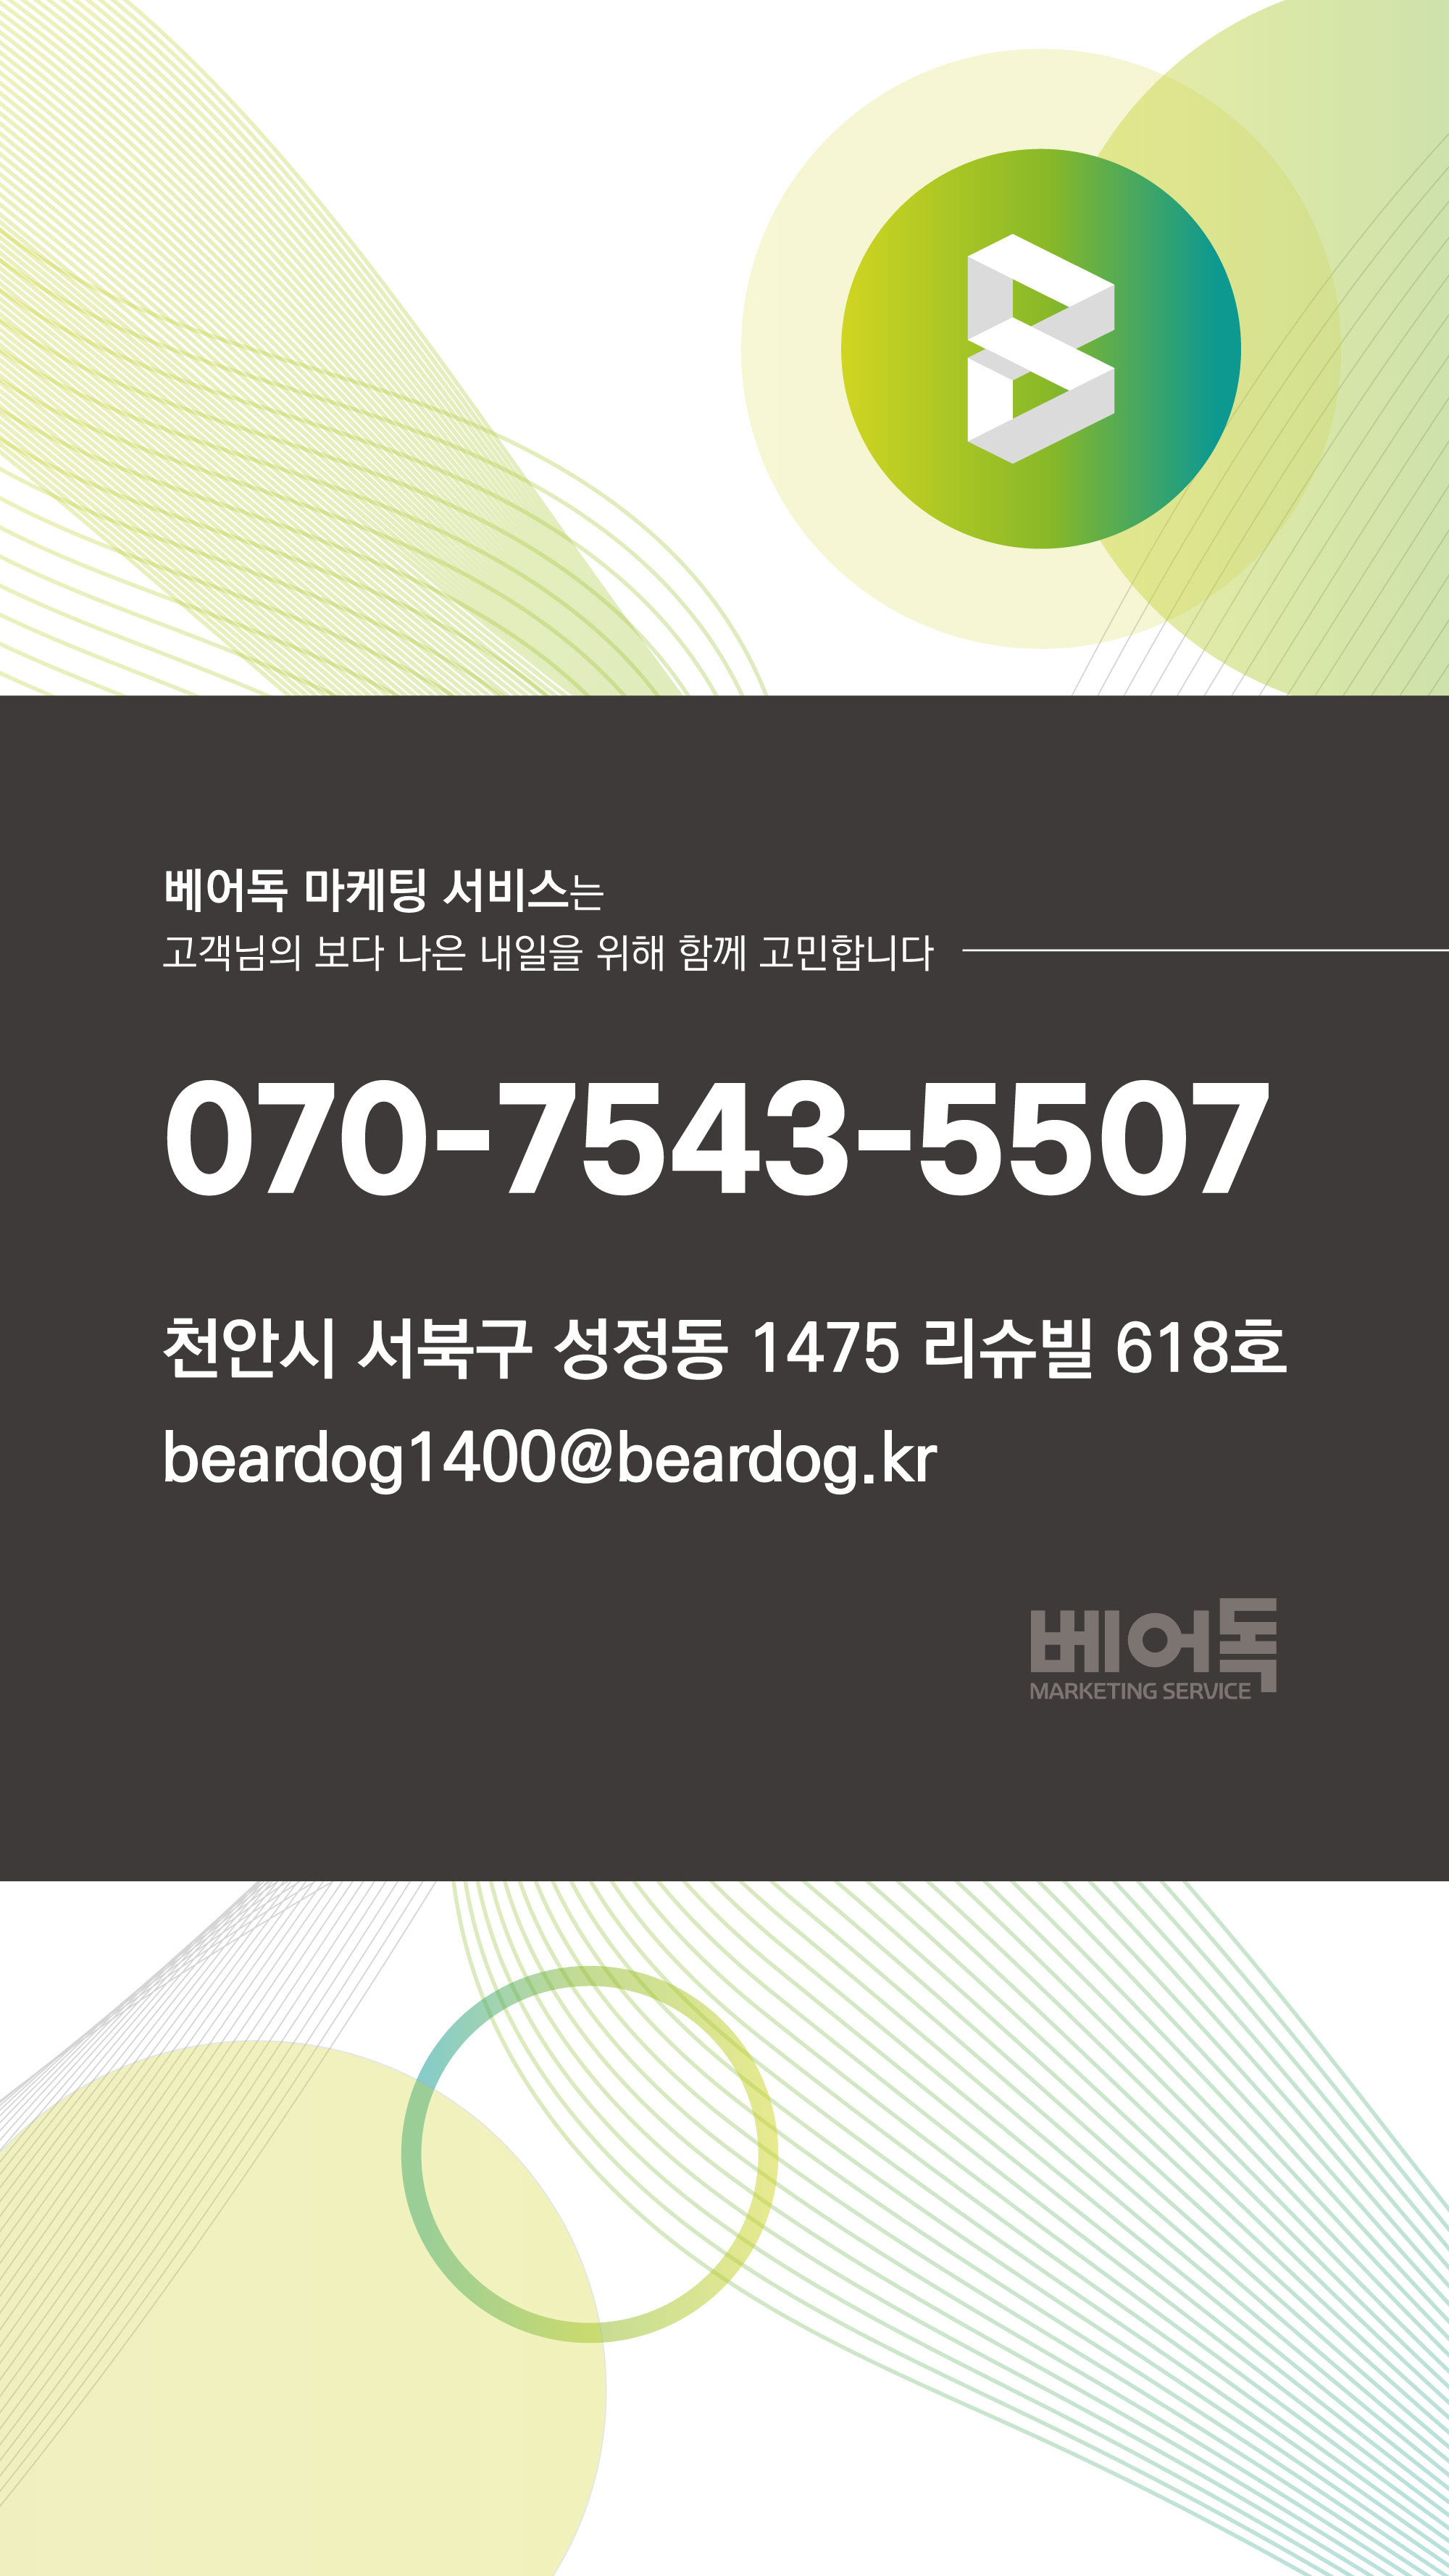 베어독 마케팅 서비스는
고객님의 보다 나은 내일을 위해 함께 고민합니다
070-7543-5507
천안시 서북구 성정동 1475 리슈빌 618호
beardog1400@beardog.kr
베어독
MARKETING SERVICE